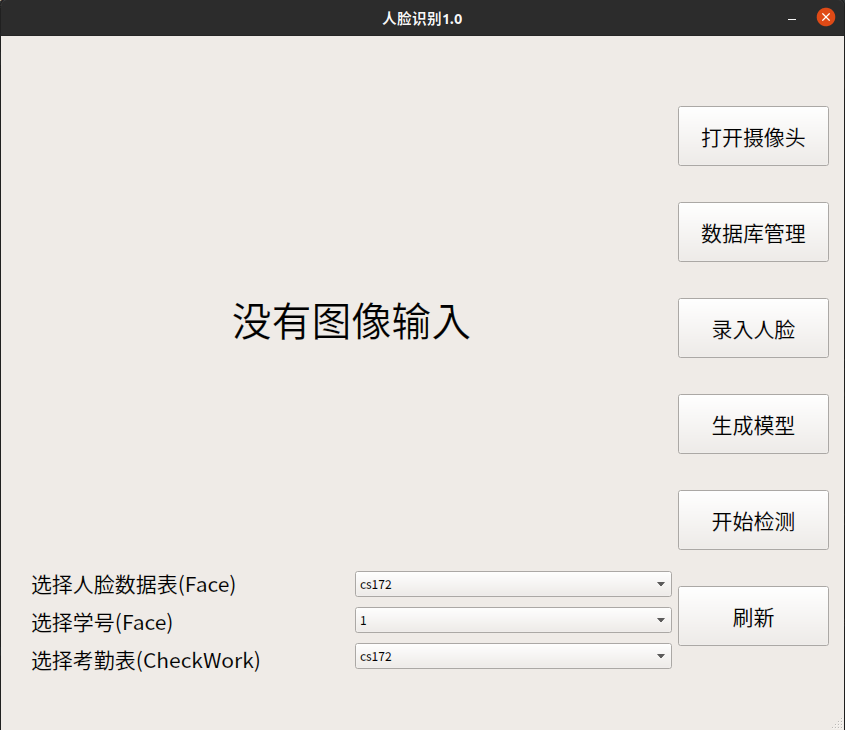 人脸识别1.0
打开摄像头
数据库管理
没有图像输入
录入人脸
生成模型
开始检测
选择人脸数据表(Face)
cs172
选择学号(Face)
1
刷新
选择考勤表(CheckWork)
cs172